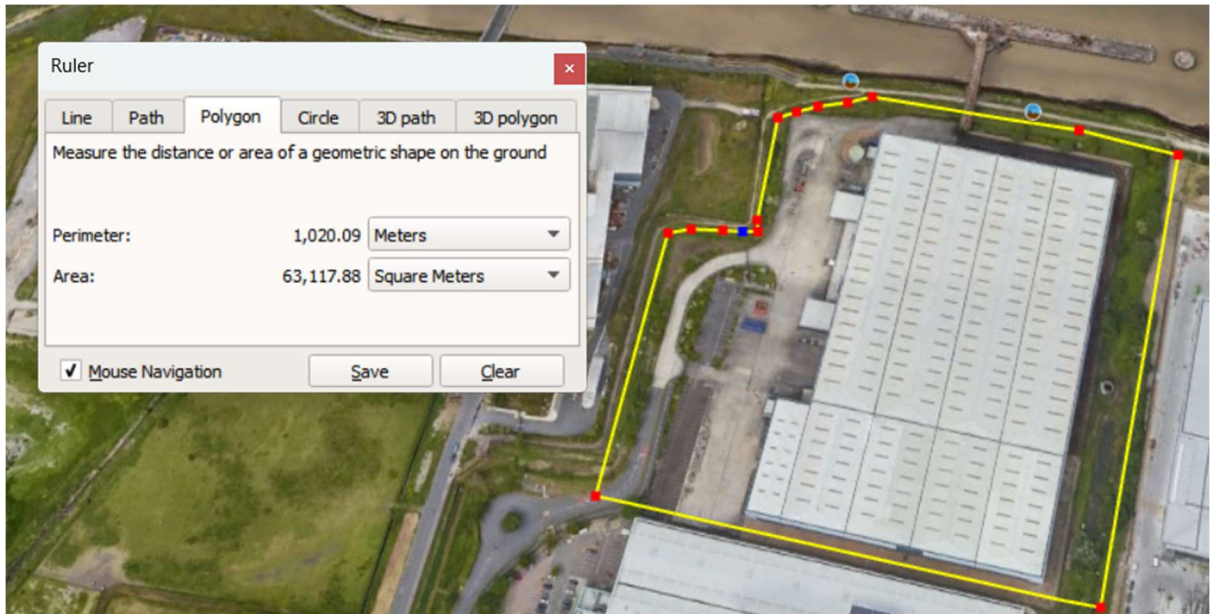 Ruler
Line Path Polygon Circle 3D path 3D polygon
Measure the distance or area of a geometric shape on the ground
Perimeter: 1,020.09 Meters
Area: 63,117.88 Square Meters
Mouse Navigation Save Clear